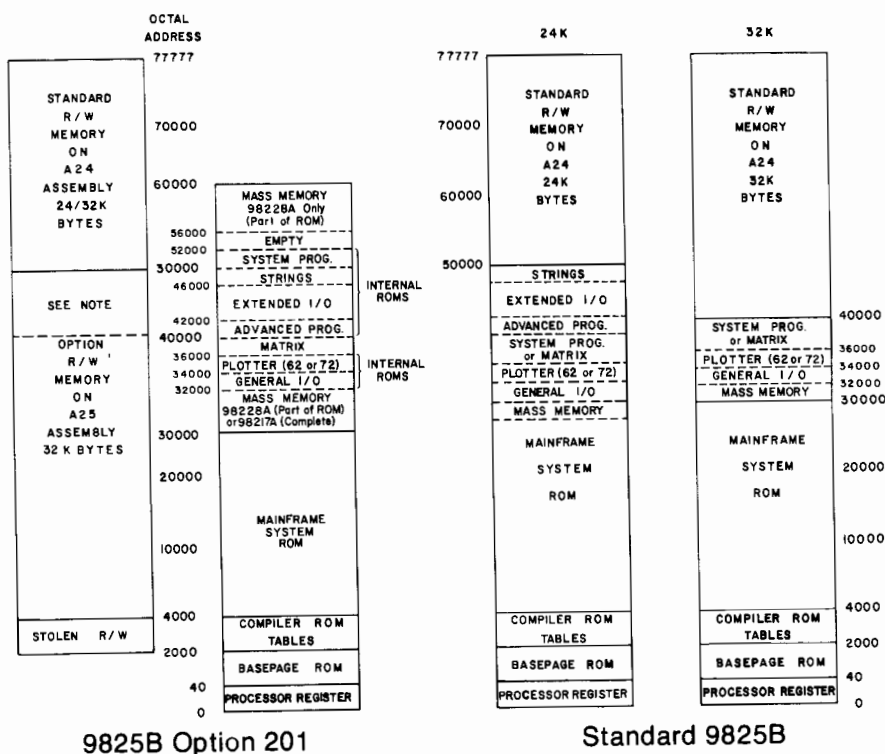 OCTAL
ADDRESS
77777
70000
60000
56000
52000
50000
46000
42000
40000
36000
34000
32000
30000
20000
10000
4000
2000
40
0
STANDARD
R/W
MEMORY
ON
A24
ASSEMBLY
24/32K
BYTES
SEE NOTE
OPTION
R/W
MEMORY
ON
A25
ASSEMBLY
32 K BYTES
STOLEN R/W
MASS MEMORY
98228A Only
(Part of ROM)
EMPTY
SYSTEM PROG.
STRINGS
EXTENDED I/O
ADVANCED PROG.
MATRIX
PLOTTER (62 or 72)
GENERAL I/O
MASS MEMORY
98228A (Part of ROM)
or 98217A (Complete)
MAINFRAME
SYSTEM
ROM
COMPILER ROM
TABLES
BASEPAGE ROM
PROCESSOR REGISTER
INTERNAL
ROMS
INTERNAL
ROMS
9825B Option 201
24K
77777
70000
60000
50000
STANDARD
R/W
MEMORY
ON
A24
24K
BYTES
STRINGS
EXTENDED I/O
ADVANCED PROG.
SYSTEM PROG.
or MATRIX
PLOTTER (62 or 72)
GENERAL I/O
MASS MEMORY
MAINFRAME
SYSTEM
ROM
COMPILER ROM
TABLES
BASEPAGE ROM
PROCESSOR REGISTER
32K
STANDARD
R/W
MEMORY
ON
A24
32K
BYTES
SYSTEM PROG.
or MATRIX
PLOTTER (62 or 72)
GENERAL I/O
MASS MEMORY
MAINFRAME
SYSTEM
ROM
COMPILER ROM
TABLES
BASEPAGE ROM
PROCESSOR REGISTER
40000
36000
34000
32000
30000
20000
10000
4000
2000
40
0
Standard 9825B